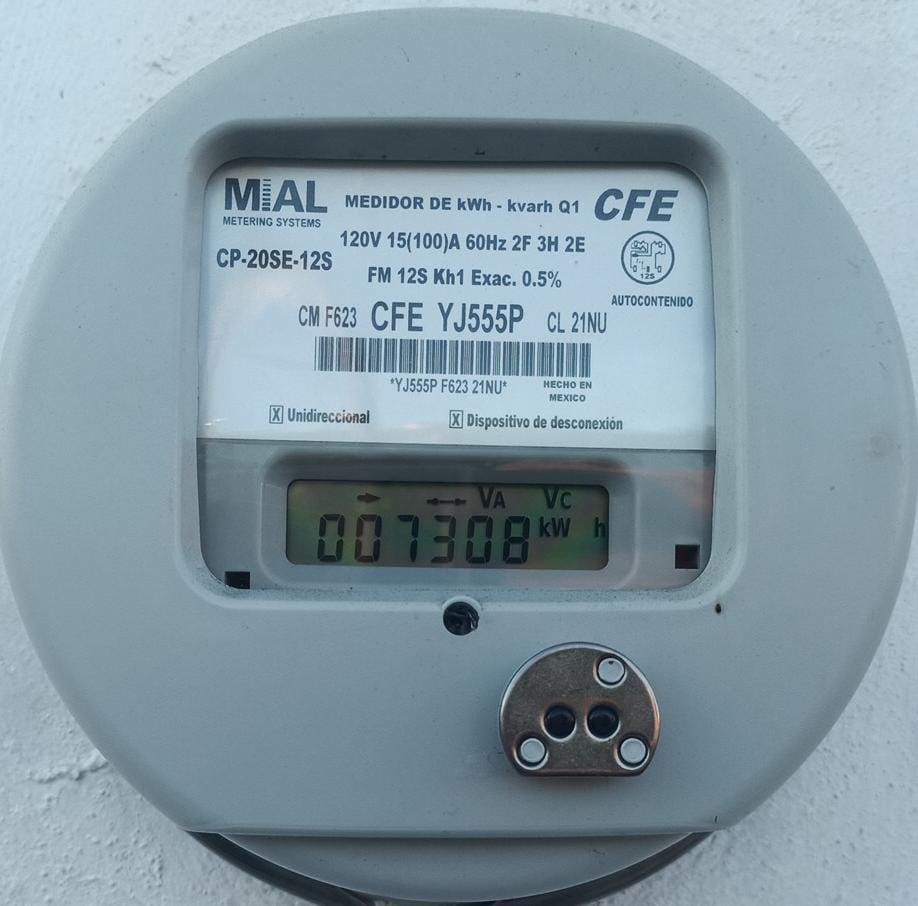 MIAL
METERING SYSTEMS
MEDIDOR DE kWh - kvarh Q1
CFE
120V 15(100)A 60Hz 2F 3H 2E
CP-20SE-12S
FM 12S Kh1 Exac. 0.5%
12S
AUTOCONTENIDO
CM F623 CFE YJ555P CL 21NU
*YJ555P F623 21NU*
HECHO EN
MEXICO
X Unidireccional
X Dispositivo de desconexión
VA VC
007308 kW h